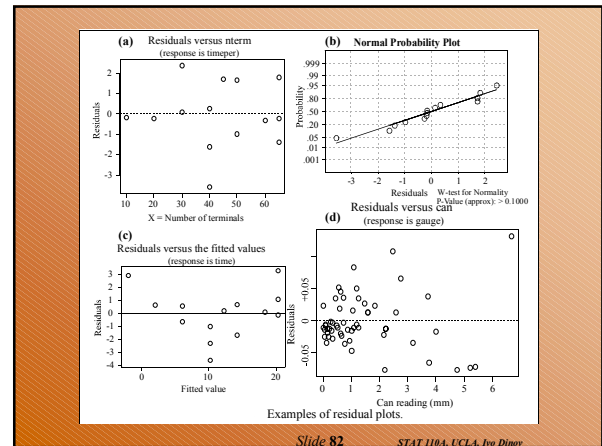 (a) Residuals versus nterm
(response is timeper)
2
1
0
-1
-2
-3
Residuals
10 20 30 40 50 60
X = Number of terminals
(b) Normal Probability Plot
.999
.99
.95
.80
.50
.20
.05
.01
.001
Probability
-3 -2 -1 0 1 2
Residuals
W-test for Normality
P-Value (approx): > 0.1000
(c)
Residuals versus the fitted values
(response is time)
3
2
1
0
-1
-2
-3
-4
Residuals
0 10 20
Fitted value
Residuals versus can
(d) (response is gauge)
+0.05
0
-0.05
Residuals
0 1 2 3 4 5 6
Can reading (mm)
Examples of residual plots.
Slide 82 STAT 110A, UCLA, Ivo Dinov